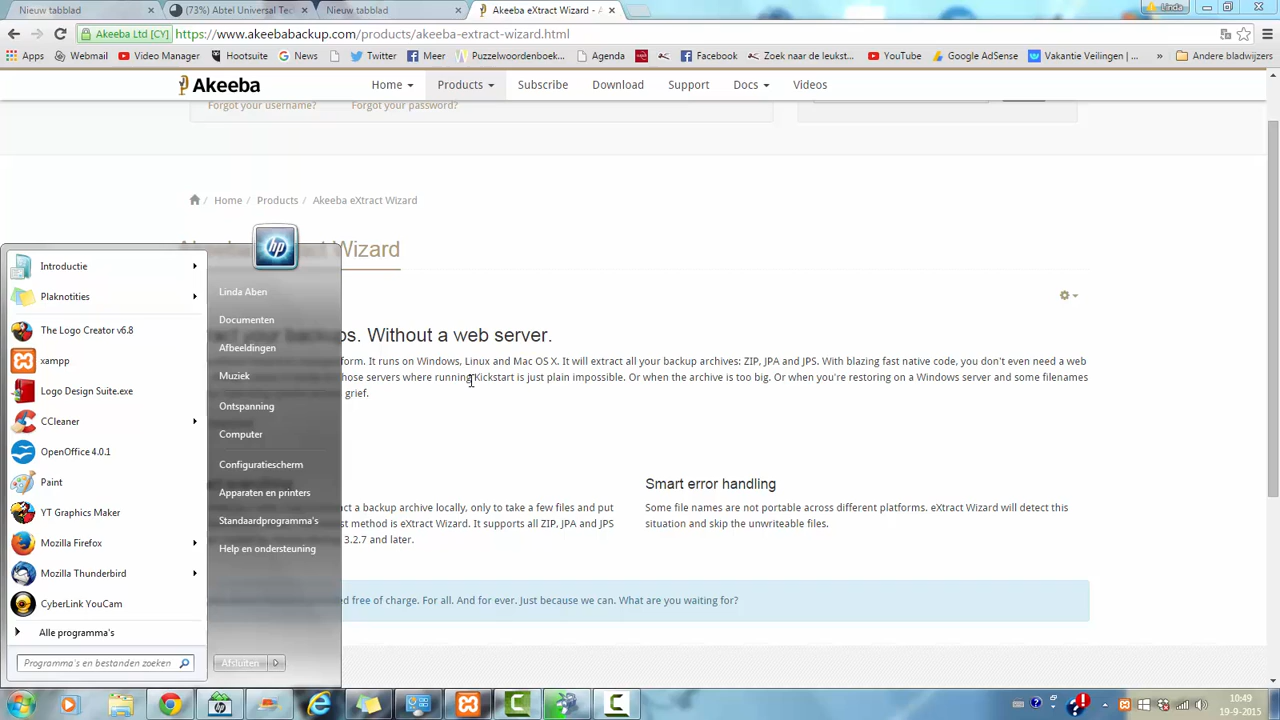 Nieuw tabblad
(73%) Abtel Universal Te
Nieuw tabblad
Akeeba eXtract Wizard - A
Linda
Akeeba Ltd [CY]
https://www.akeebabackup.com/products/akeeba-extract-wizard.html
Apps
Webmail
Video Manager
Hootsuite
News
Twitter
Meer
Puzzelwoordenboek...
Agenda
Facebook
Zoek naar de leukst...
YouTube
Google AdSense
Vakantie Veilingen
»
Andere bladwijzers
Akeeba
Home
Products
Subscribe
Download
Support
Docs
Videos
Forgot your username?
Forgot your password?
/ Home / Products / Akeeba eXtract Wizard
Wizard
your backups. Without a web server.
form. It runs on Windows, Linux and Mac OS X. It will extract all your backup archives: ZIP, JPA and JPS. With blazing fast native code, you don't even need a web
those servers where running Kickstart is just plain impossible. Or when the archive is too big. Or when you're restoring on a Windows server and some filenames
grief.
Smart error handling
act a backup archive locally, only to take a few files and put
st method is eXtract Wizard. It supports all ZIP, JPA and JPS
3.2.7 and later.
Some file names are not portable across different platforms. eXtract Wizard will detect this
situation and skip the unwriteable files.
ed free of charge. For all. And for ever. Just because we can. What are you waiting for?
hp
Introductie
Plaknotities
The Logo Creator v6.8
xampp
Logo Design Suite.exe
CCleaner
OpenOffice 4.0.1
Paint
YT Graphics Maker
Mozilla Firefox
Mozilla Thunderbird
CyberLink YouCam
Alle programma's
Programma's en bestanden zoeken
Linda Aben
Documenten
Afbeeldingen
Muziek
Ontspanning
Computer
Configuratiescherm
Apparaten en printers
Standaardprogramma's
Help en ondersteuning
Afsluiten
10:49
19-9-2015